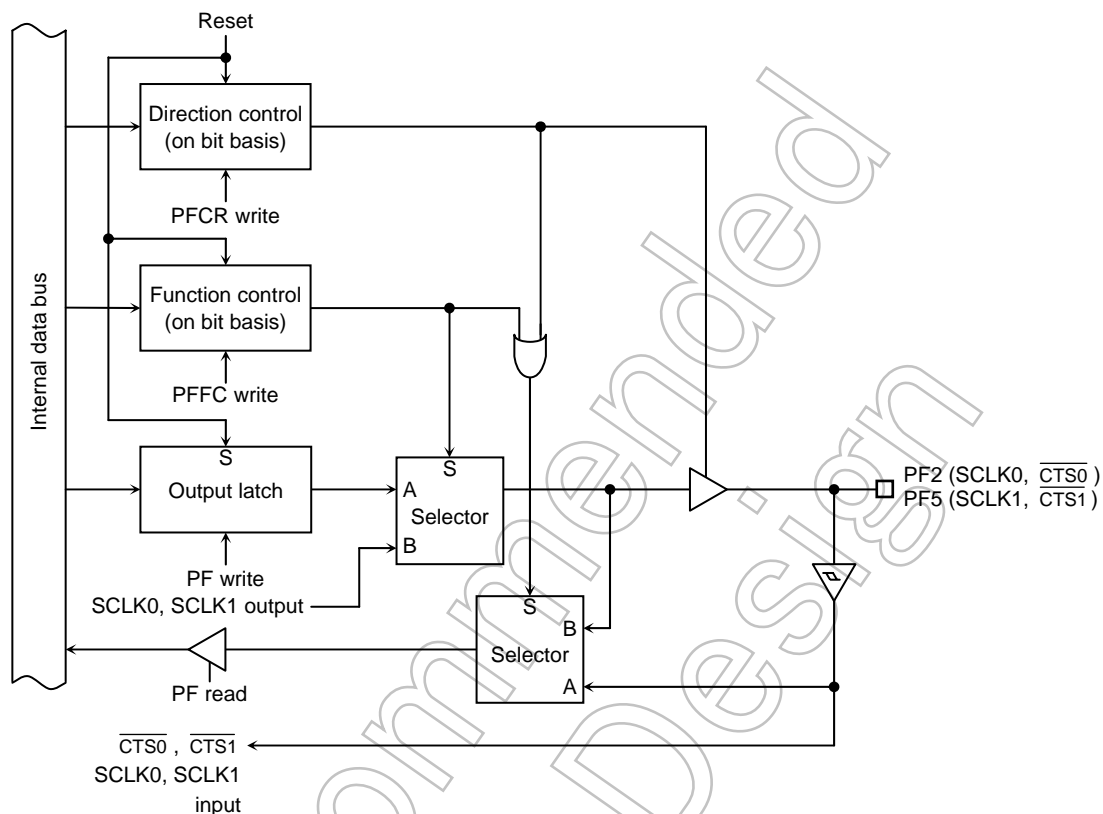 Reset
Direction control
(on bit basis)
PFCR write
Internal data bus
Function control
(on bit basis)
PFFC write
S
Output latch
PF write
SCLK0, SCLK1 output
S
A
Selector
B
PF2 (SCLK0, CTS0 )
PF5 (SCLK1, CTS1 )
S
B
Selector
A
PF read
CTS0 , CTS1
SCLK0, SCLK1
input
ommended
Design